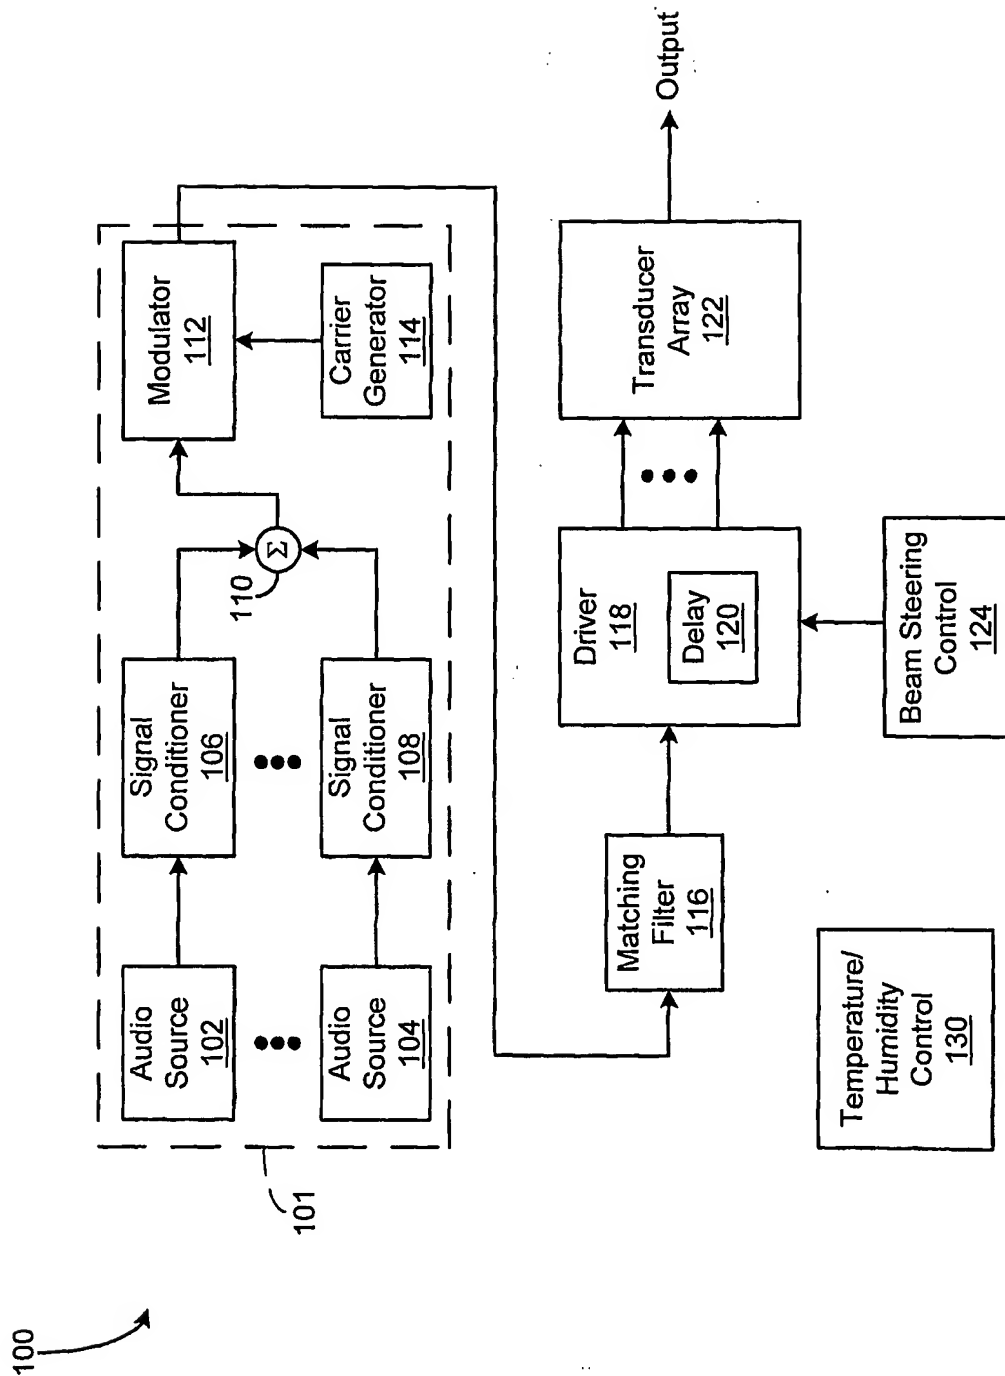 100
101
Audio
Source
102
Signal
Conditioner
106
Modulator
112
110
Σ
Audio
Source
104
Signal
Conditioner
108
Carrier
Generator
114
Matching
Filter
116
Driver
118
Delay
120
Transducer
Array
122
Output
Temperature/
Humidity
Control
130
Beam Steering
Control
124